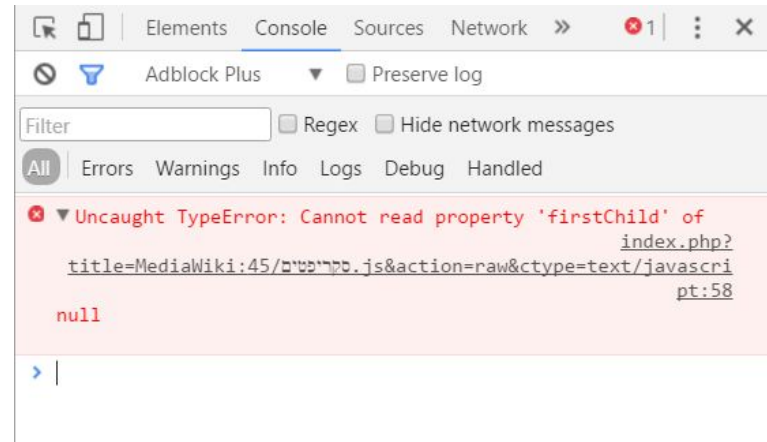 Elements Console Sources Network » 1
Adblock Plus ▼ Preserve log
Filter Regex Hide network messages
All Errors Warnings Info Logs Debug Handled
Uncaught TypeError: Cannot read property 'firstChild' of
index.php?
title=MediaWiki:סקריפטים/45.js&action=raw&ctype=text/javascri
pt:58
null